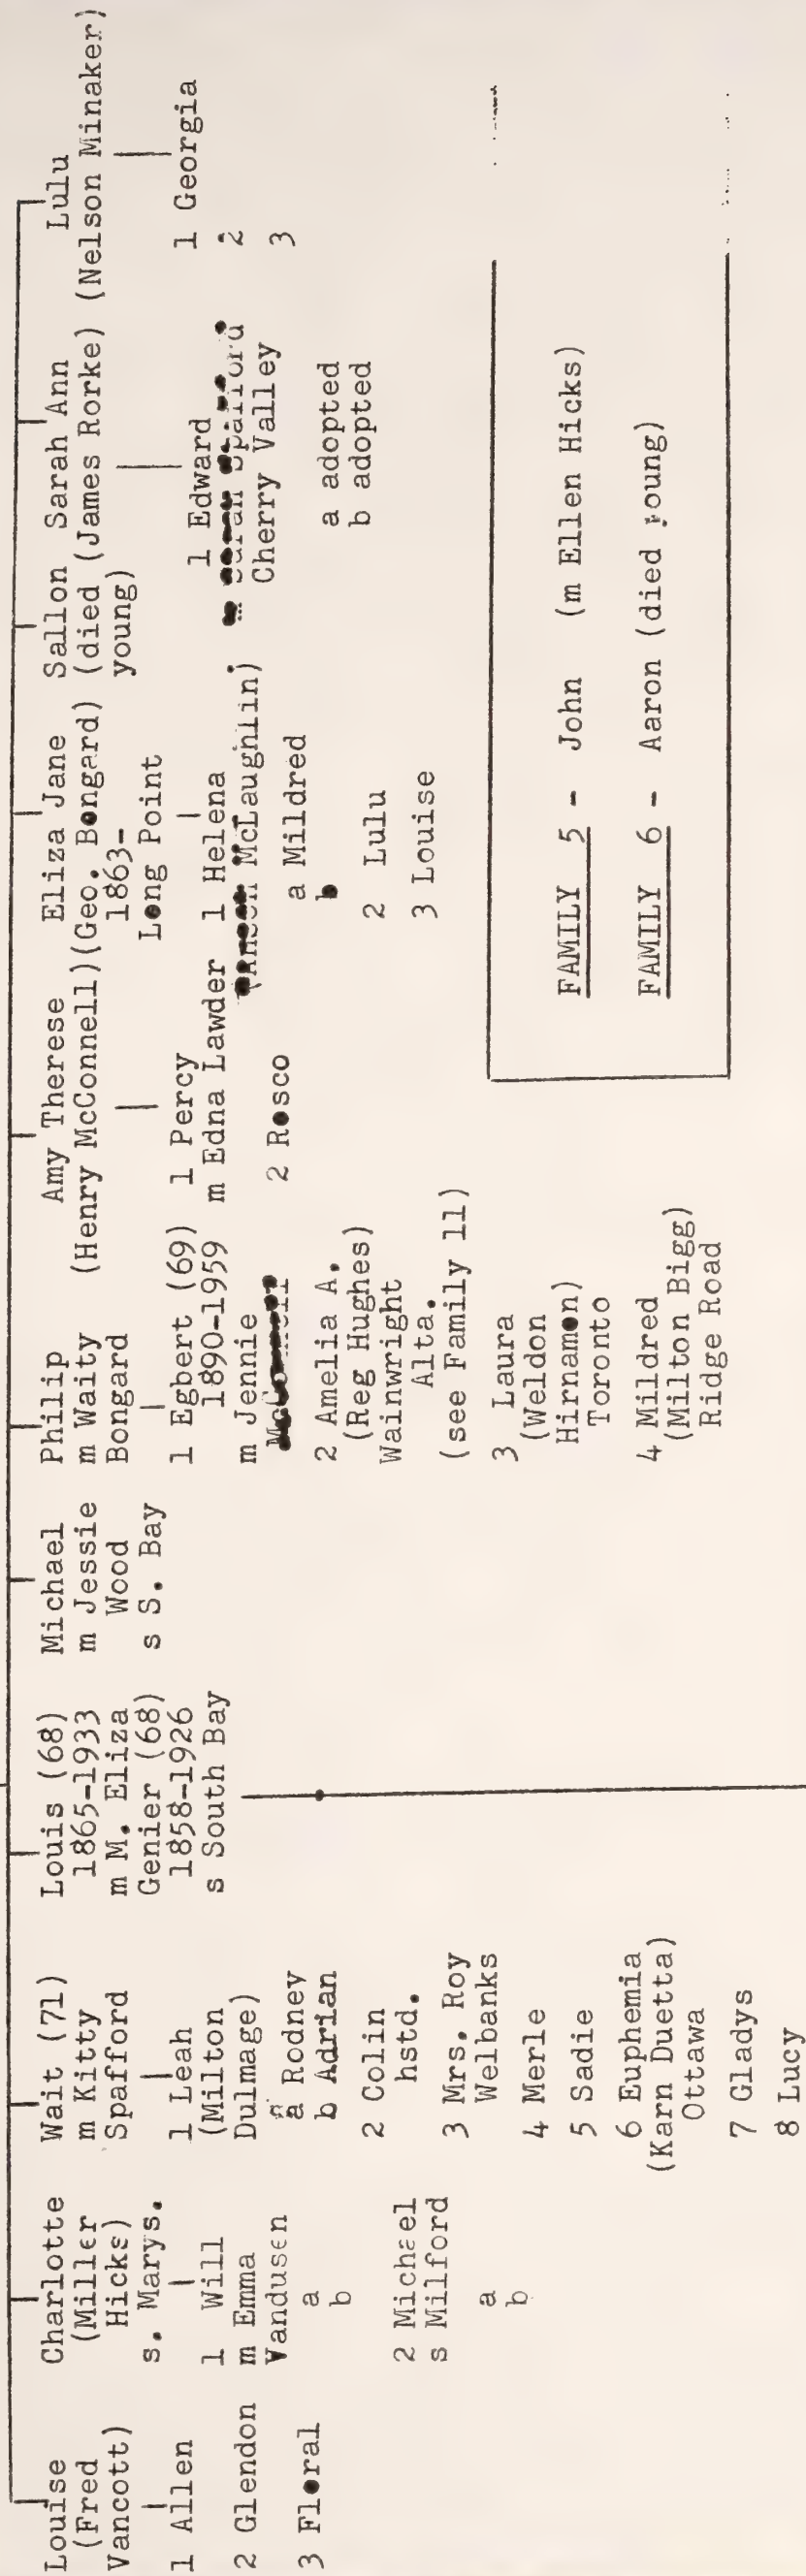 Louise
(Fred
Vancott)
1 Allen
2 Glendon
3 Floral
Charlotte
(Miller
Hicks)
s. Marys.
1 Will
m Emma
Vandusen
a
b
2 Michael
s Milford
a
b
Wait (71)
m Kitty
Spafford
1 Leah
(Milton
Dulmage)
a Rodney
b Adrian
2 Colin
hstd.
3 Mrs. Roy
Welbanks
4 Merle
5 Sadie
6 Euphemia
(Karn Duetta)
Ottawa
7 Gladys
8 Lucy
Louis (68)
1865-1933
m M. Eliza
Genier (68)
1858-1926
s South Bay
Michael
m Jessie
Wood
s S. Bay
Philip
m Waity
Bongard
1 Egbert (69)
1890-1959
m Jennie
2 Amelia A.
(Reg Hughes)
Wainwright
Alta.
(see Family 11)
3 Laura
(Weldon
Hirnamon)
Toronto
4 Mildred
(Milton Bigg)
Ridge Road
Amy Therese
(Henry McConnell)
1 Percy
m Edna Lawder
2 Rosco
Eliza Jane
(Geo. Bongard)
1863-
Long Point
1 Helena
McLaughlin)
a Mildred
b
2 Lulu
3 Louise
Sallon
(died
young)
Sarah Ann
(James Rorke)
1 Edward
m Sarah Spafford
Cherry Valley
a adopted
b adopted
Lulu
(Nelson Minaker)
1 Georgia
2
3
FAMILY 5 - John (m Ellen Hicks)
FAMILY 6 - Aaron (died young)